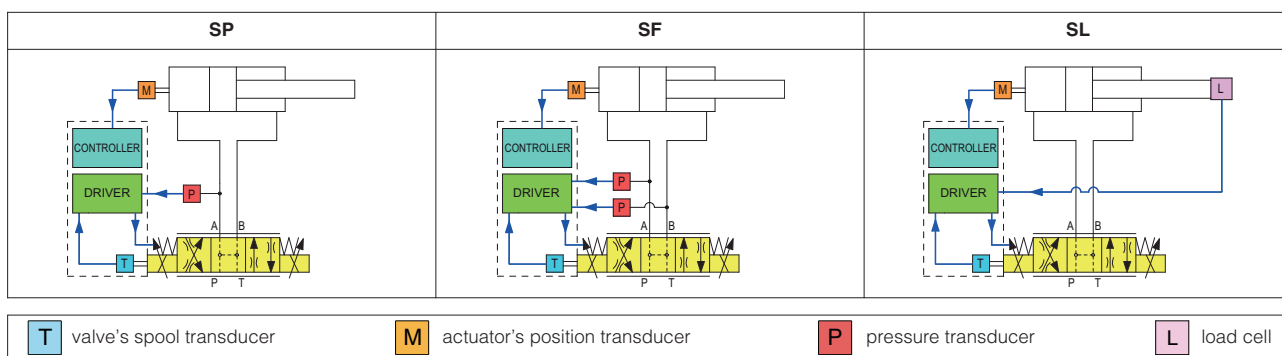 SP
SF
SL
M
CONTROLLER
DRIVER
P
A B
T
P T
M
CONTROLLER
DRIVER
P
P
A B
T
P T
M
L
CONTROLLER
DRIVER
A B
T
P T
T valve's spool transducer
M actuator's position transducer
P pressure transducer
L load cell